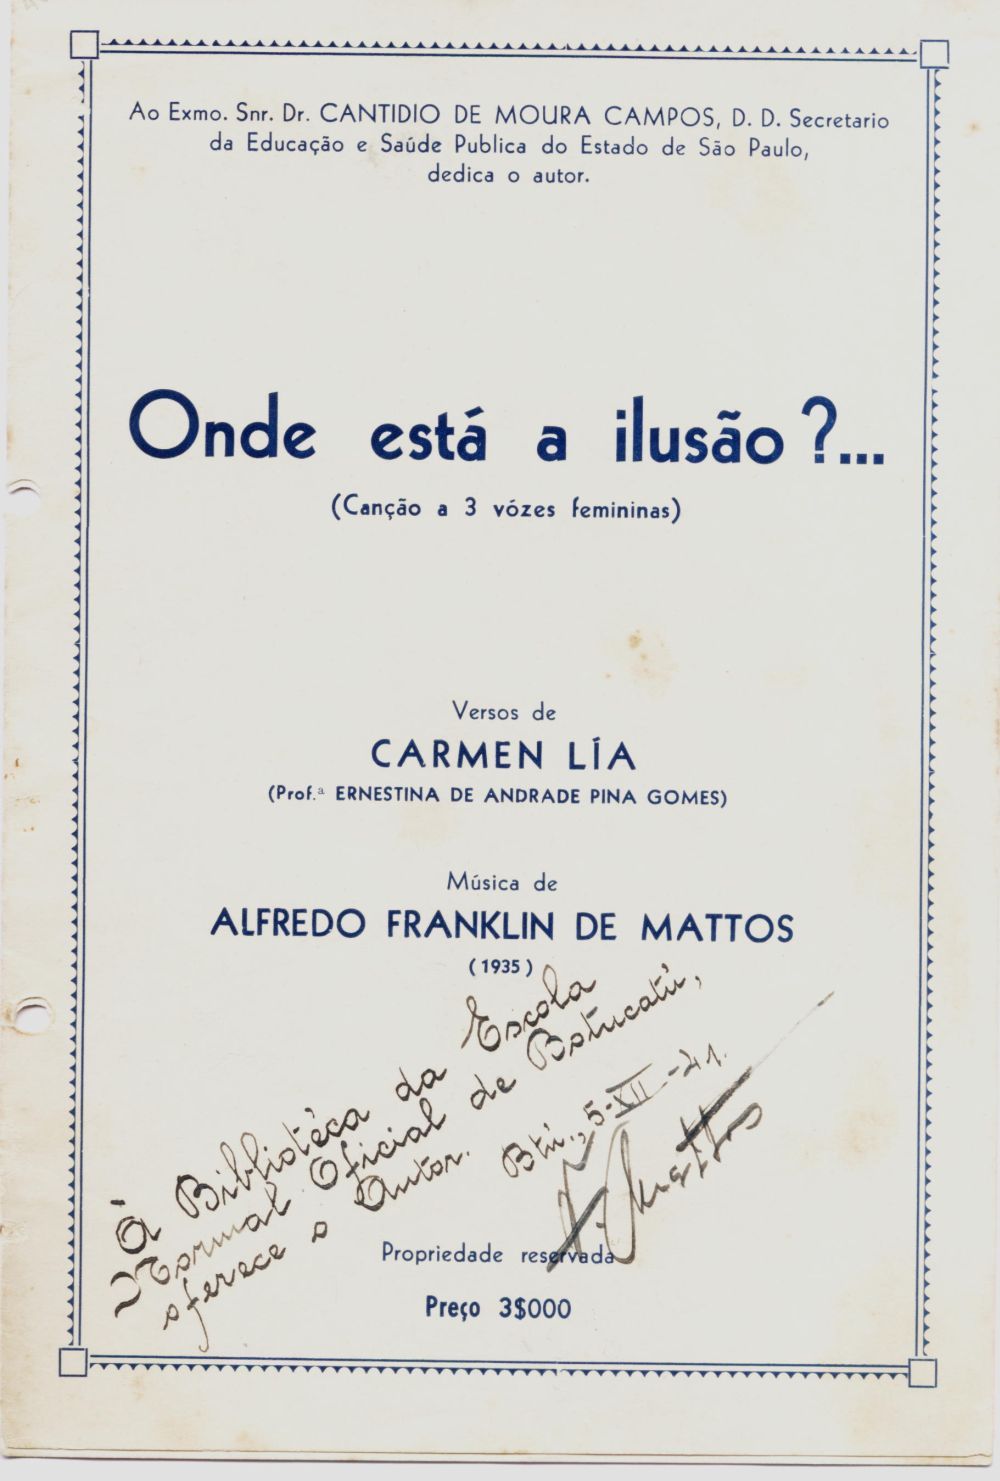 Ao Exmo. Snr. Dr. CANTIDIO DE MOURA CAMPOS, D. D. Secretario
da Educação e Saúde Publica do Estado de São Paulo,
dedica o autor.
Onde está a ilusão?...
(Canção a 3 vózes femininas)
Versos de
CARMEN LÍA
(Prof.ª ERNESTINA DE ANDRADE PINA GOMES)
Música de
ALFREDO FRANKLIN DE MATTOS
(1935)
À Bibliotéca da Escola
Normal Oficial de Botucatú,
oferece o Autor.
Btú., 5-XII-41.
Propriedade reservada
Preço 3$000